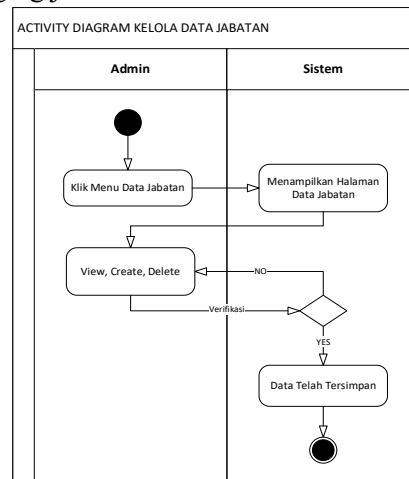 ACTIVITY DIAGRAM KELOLA DATA JABATAN
Admin
Sistem
Klik Menu Data Jabatan
Menampilkan Halaman
Data Jabatan
View, Create, Delete
NO
Verifikasi
YES
Data Telah Tersimpan